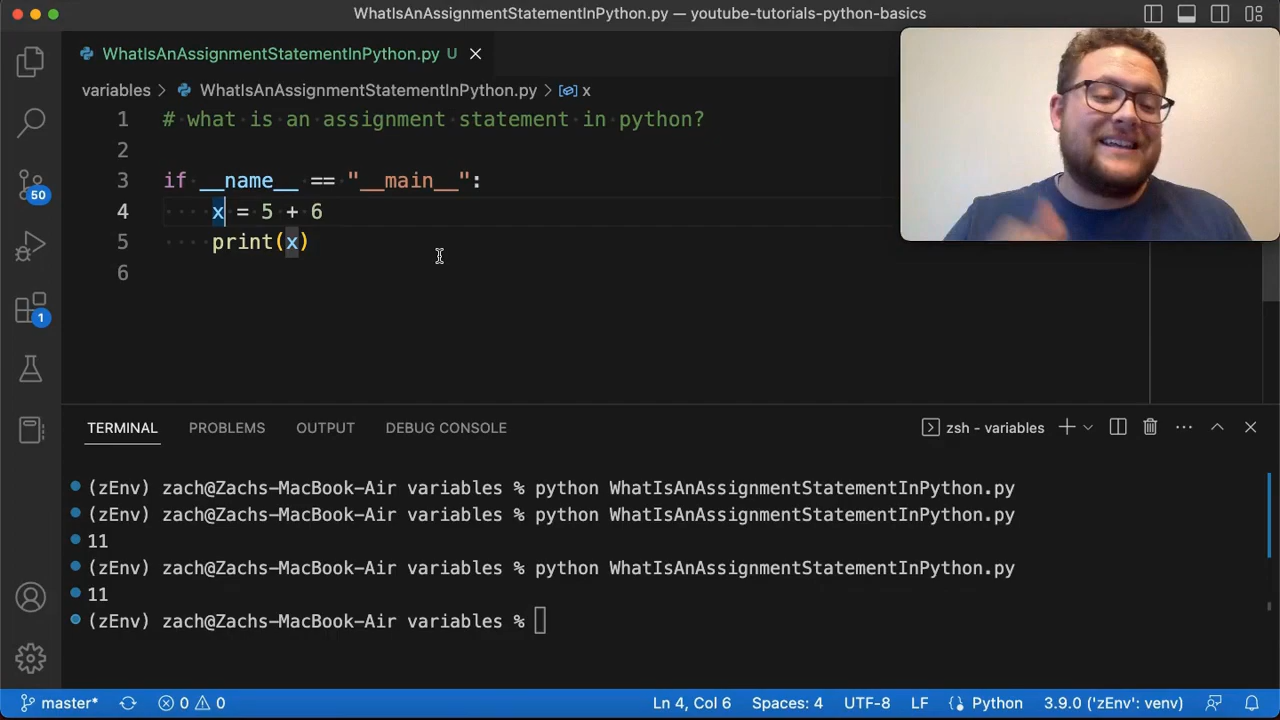 WhatIsAnAssignmentStatementInPython.py — youtube-tutorials-python-basics
WhatIsAnAssignmentStatementInPython.py U
variables > WhatIsAnAssignmentStatementInPython.py > x
1 # what is an assignment statement in python?
2
3 if __name__ == "__main__":
4 x = 5 + 6
5 print(x)
6
50
1
TERMINAL PROBLEMS OUTPUT DEBUG CONSOLE zsh - variables
(zEnv) zach@Zachs-MacBook-Air variables % python WhatIsAnAssignmentStatementInPython.py
(zEnv) zach@Zachs-MacBook-Air variables % python WhatIsAnAssignmentStatementInPython.py
11
(zEnv) zach@Zachs-MacBook-Air variables % python WhatIsAnAssignmentStatementInPython.py
11
(zEnv) zach@Zachs-MacBook-Air variables %
master* 0 0 Ln 4, Col 6 Spaces: 4 UTF-8 LF Python 3.9.0 ('zEnv': venv)